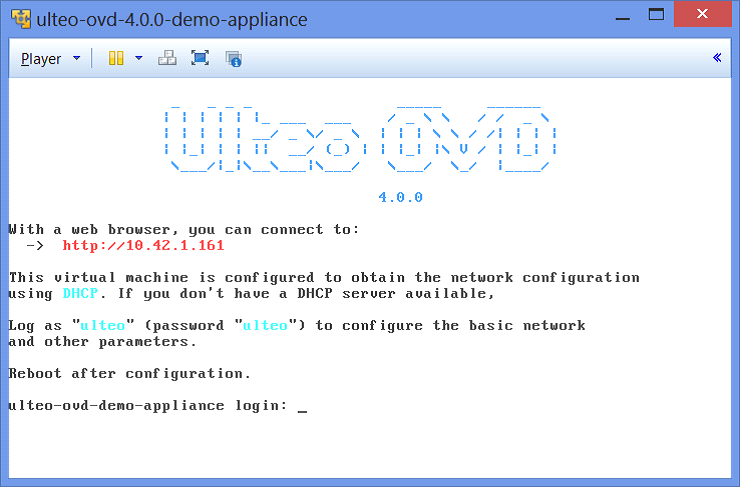 ulteo-ovd-4.0.0-demo-appliance
Player
Ulteo OVD
4.0.0
With a web browser, you can connect to:
-> http://10.42.1.161
This virtual machine is configured to obtain the network configuration
using DHCP. If you don't have a DHCP server available,
Log as "ulteo" (password "ulteo") to configure the basic network
and other parameters.
Reboot after configuration.
ulteo-ovd-demo-appliance login: _